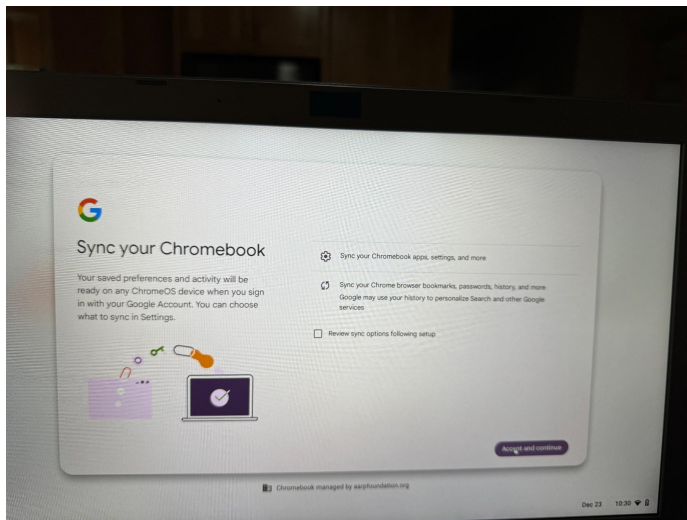 Sync your Chromebook
Your saved preferences and activity will be
ready on any ChromeOS device when you sign
in with your Google Account. You can choose
what to sync in Settings.
Sync your Chromebook apps, settings, and more
Sync your Chrome browser bookmarks, passwords, history, and more
Google may use your history to personalize Search and other Google
services
Review sync options following setup
Accept and continue
Chromebook managed by aarpfoundation.org
Dec 23 10:30